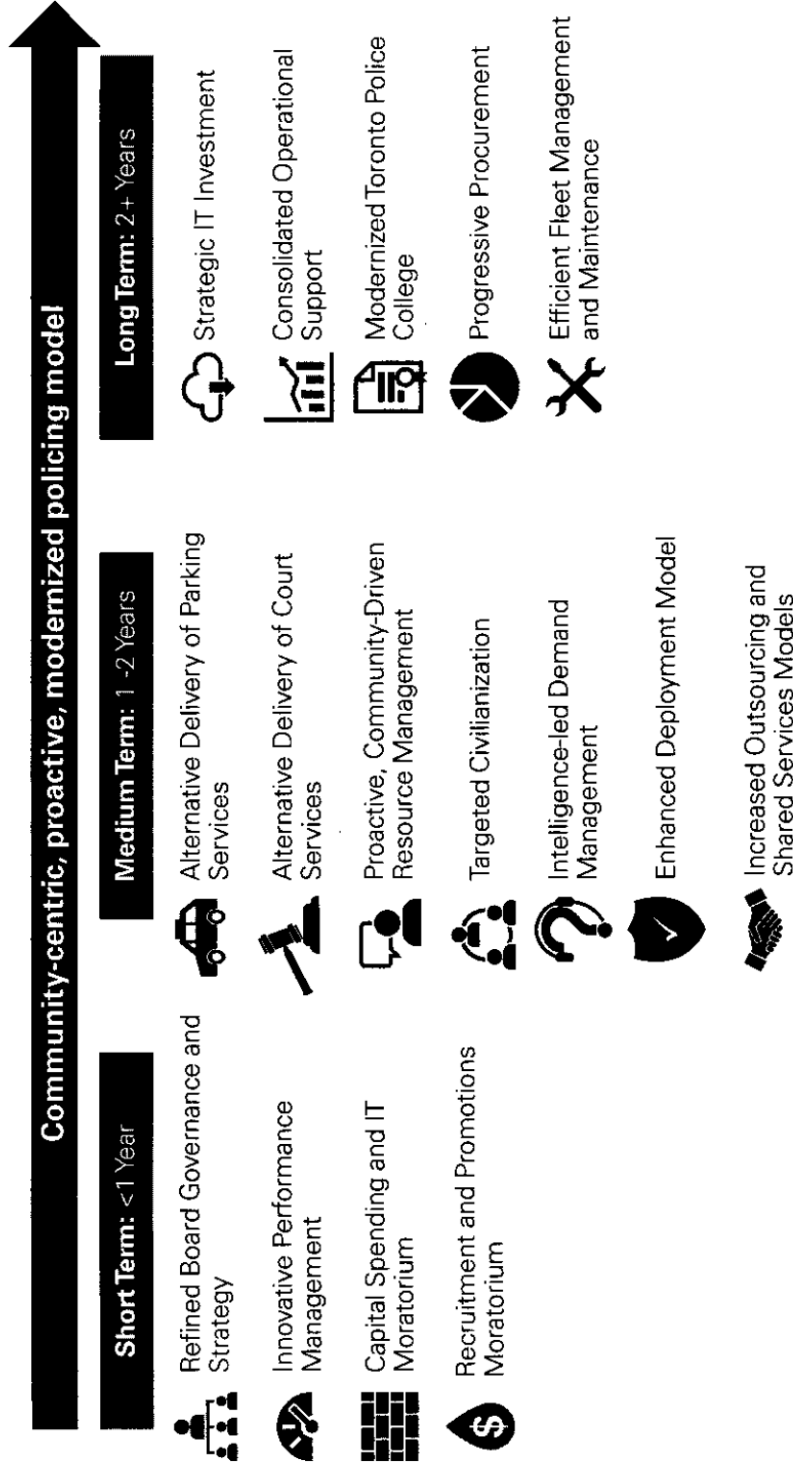 Community-centric, proactive, modernized policing model
Short Term: <1 Year
Refined Board Governance and
Strategy
Innovative Performance
Management
Capital Spending and IT
Moratorium
Recruitment and Promotions
Moratorium
$
Medium Term: 1 -2 Years
Alternative Delivery of Parking
Services
Alternative Delivery of Court
Services
Proactive, Community-Driven
Resource Management
Targeted Civilianization
Intelligence-led Demand
Management
Enhanced Deployment Model
Increased Outsourcing and
Shared Services Models
Long Term: 2+ Years
Strategic IT Investment
Consolidated Operational
Support
Modernized Toronto Police
College
Progressive Procurement
Efficient Fleet Management
and Maintenance